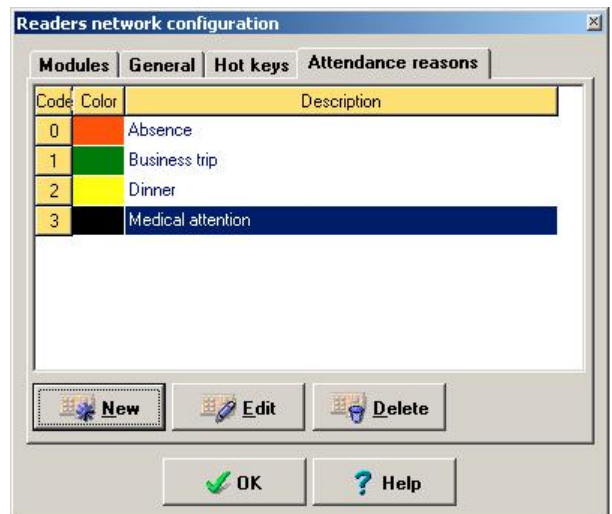 Readers network configuration
Modules General Hot keys Attendance reasons
Code Color Description
0 Absence
1 Business trip
2 Dinner
3 Medical attention
New Edit Delete
OK Help